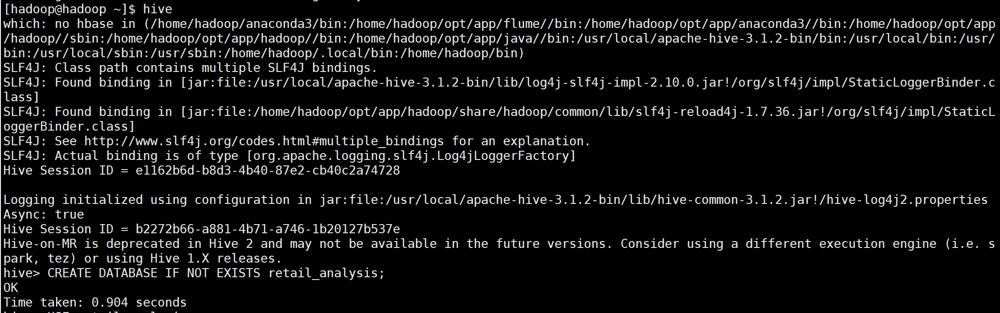 [hadoop@hadoop ~]$ hive
which: no hbase in (/home/hadoop/anaconda3/bin:/home/hadoop/opt/app/flume//bin:/home/hadoop/opt/app/anaconda3//bin:/home/hadoop/opt/app
/hadoop//sbin:/home/hadoop/opt/app/hadoop//bin:/home/hadoop/opt/app/java//bin:/usr/local/apache-hive-3.1.2-bin/bin:/usr/local/bin:/usr/
bin:/usr/local/sbin:/usr/sbin:/home/hadoop/.local/bin:/home/hadoop/bin)
SLF4J: Class path contains multiple SLF4J bindings.
SLF4J: Found binding in [jar:file:/usr/local/apache-hive-3.1.2-bin/lib/log4j-slf4j-impl-2.10.0.jar!/org/slf4j/impl/StaticLoggerBinder.c
lass]
SLF4J: Found binding in [jar:file:/home/hadoop/opt/app/hadoop/share/hadoop/common/lib/slf4j-reload4j-1.7.36.jar!/org/slf4j/impl/StaticL
oggerBinder.class]
SLF4J: See http://www.slf4j.org/codes.html#multiple_bindings for an explanation.
SLF4J: Actual binding is of type [org.apache.logging.slf4j.Log4jLoggerFactory]
Hive Session ID = e1162b6d-b8d3-4b40-87e2-cb40c2a74728
Logging initialized using configuration in jar:file:/usr/local/apache-hive-3.1.2-bin/lib/hive-common-3.1.2.jar!/hive-log4j2.properties
Async: true
Hive Session ID = b2272b66-a881-4b71-a746-1b20127b537e
Hive-on-MR is deprecated in Hive 2 and may not be available in the future versions. Consider using a different execution engine (i.e. s
park, tez) or using Hive 1.X releases.
hive> CREATE DATABASE IF NOT EXISTS retail_analysis;
OK
Time taken: 0.904 seconds